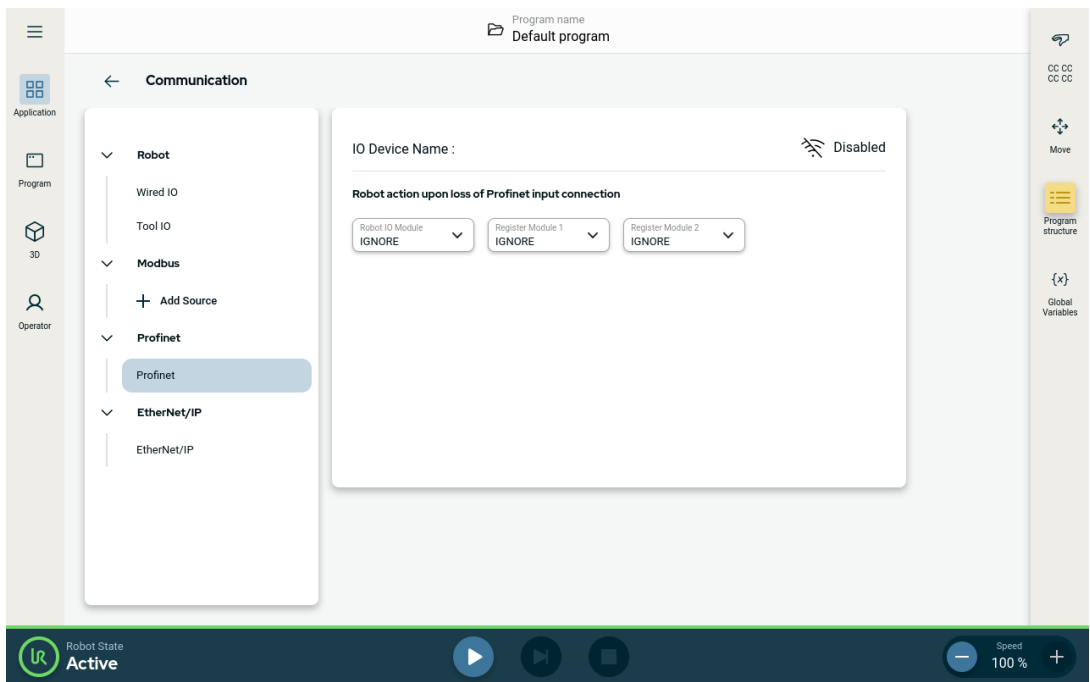 Program name
Default program
Communication
Application
Program
3D
Operator
Robot
Wired IO
Tool IO
Modbus
Add Source
Profinet
Profinet
EtherNet/IP
EtherNet/IP
IO Device Name :
Disabled
Robot action upon loss of Profinet input connection
Robot IO Module
IGNORE
Register Module 1
IGNORE
Register Module 2
IGNORE
CC CC
CC CC
Move
Program
structure
{x}
Global
Variables
UR
Robot State
Active
Speed
100 %